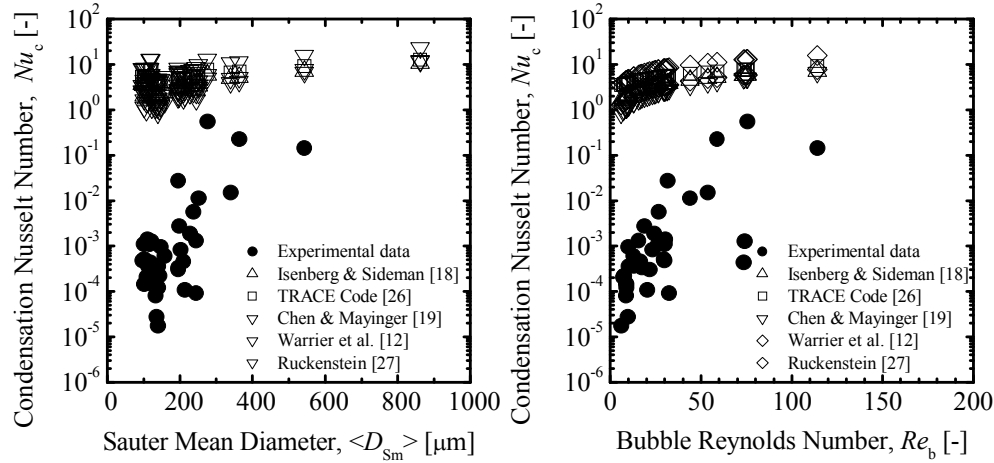 Condensation Nusselt Number, Nu_c [-]
10^2
10^1
10^0
10^-1
10^-2
10^-3
10^-4
10^-5
10^-6
Experimental data
Isenberg & Sideman [18]
TRACE Code [26]
Chen & Mayinger [19]
Warrier et al. [12]
Ruckenstein [27]
0 200 400 600 800 1000
Sauter Mean Diameter, <D_Sm> [μm]
Condensation Nusselt Number, Nu_c [-]
10^2
10^1
10^0
10^-1
10^-2
10^-3
10^-4
10^-5
10^-6
Experimental data
Isenberg & Sideman [18]
TRACE Code [26]
Chen & Mayinger [19]
Warrier et al. [12]
Ruckenstein [27]
0 50 100 150 200
Bubble Reynolds Number, Re_b [-]